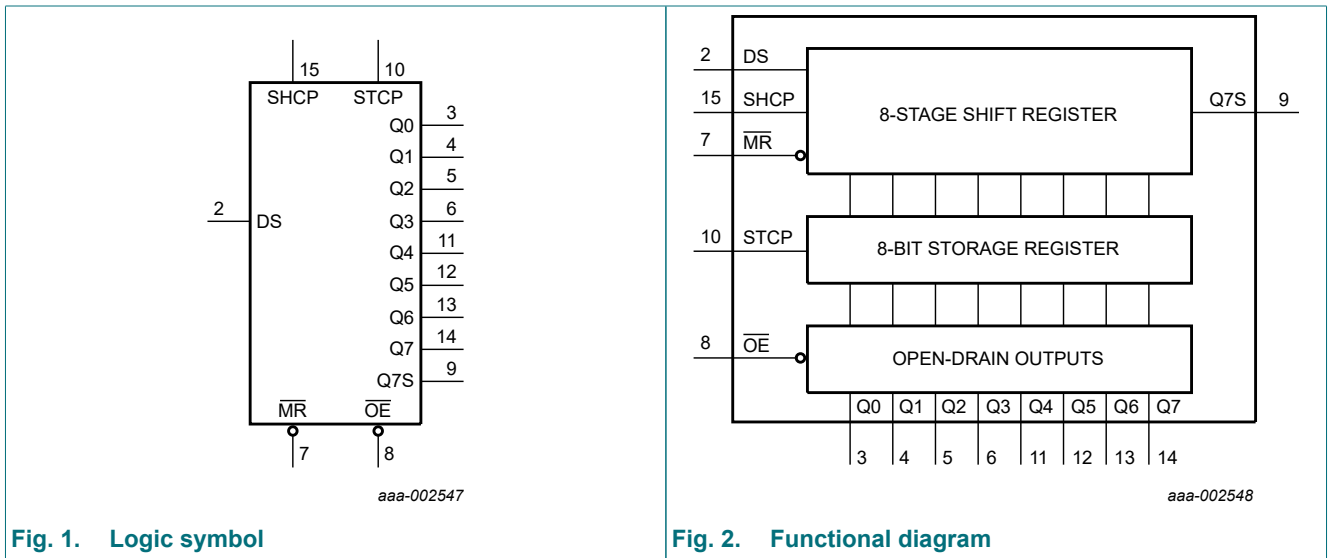 15 10
SHCP STCP
Q0 3
Q1 4
Q2 5
2 DS Q3 6
Q4 11
Q5 12
Q6 13
Q7 14
Q7S 9
MR OE
7 8
aaa-002547
Fig. 1. Logic symbol
2 DS
15 SHCP
7 MR
8-STAGE SHIFT REGISTER
Q7S 9
10 STCP
8-BIT STORAGE REGISTER
8 OE
OPEN-DRAIN OUTPUTS
Q0 Q1 Q2 Q3 Q4 Q5 Q6 Q7
3 4 5 6 11 12 13 14
aaa-002548
Fig. 2. Functional diagram